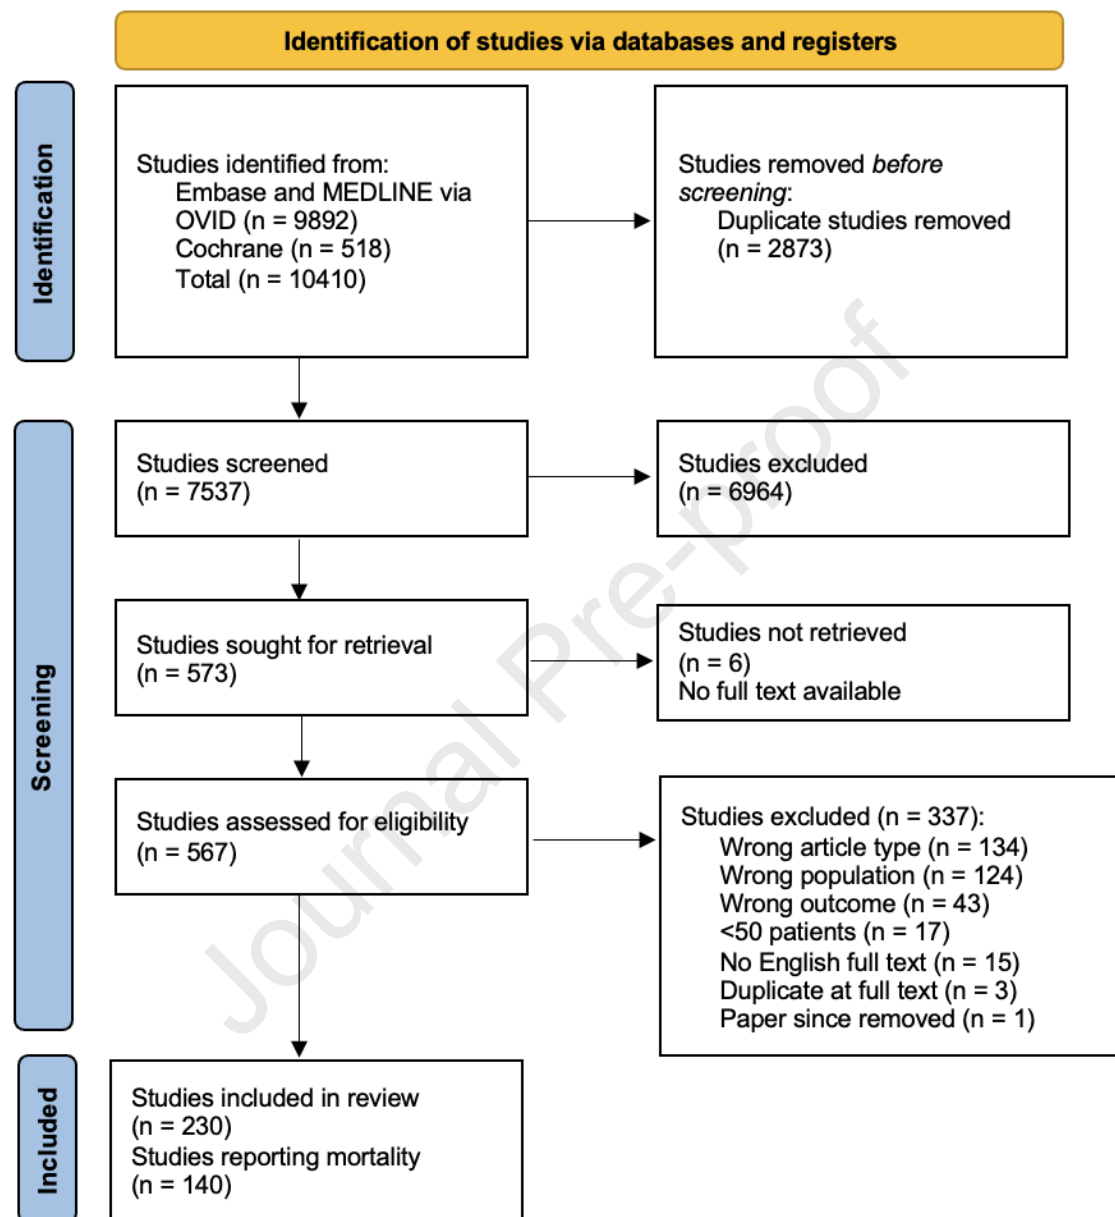 Identification of studies via databases and registers
Identification
Studies identified from:
Embase and MEDLINE via
OVID (n = 9892)
Cochrane (n = 518)
Total (n = 10410)
Studies removed before
screening:
Duplicate studies removed
(n = 2873)
Screening
Studies screened
(n = 7537)
Studies excluded
(n = 6964)
Studies sought for retrieval
(n = 573)
Studies not retrieved
(n = 6)
No full text available
Studies assessed for eligibility
(n = 567)
Studies excluded (n = 337):
Wrong article type (n = 134)
Wrong population (n = 124)
Wrong outcome (n = 43)
<50 patients (n = 17)
No English full text (n = 15)
Duplicate at full text (n = 3)
Paper since removed (n = 1)
Included
Studies included in review
(n = 230)
Studies reporting mortality
(n = 140)
Journal Pre-proof